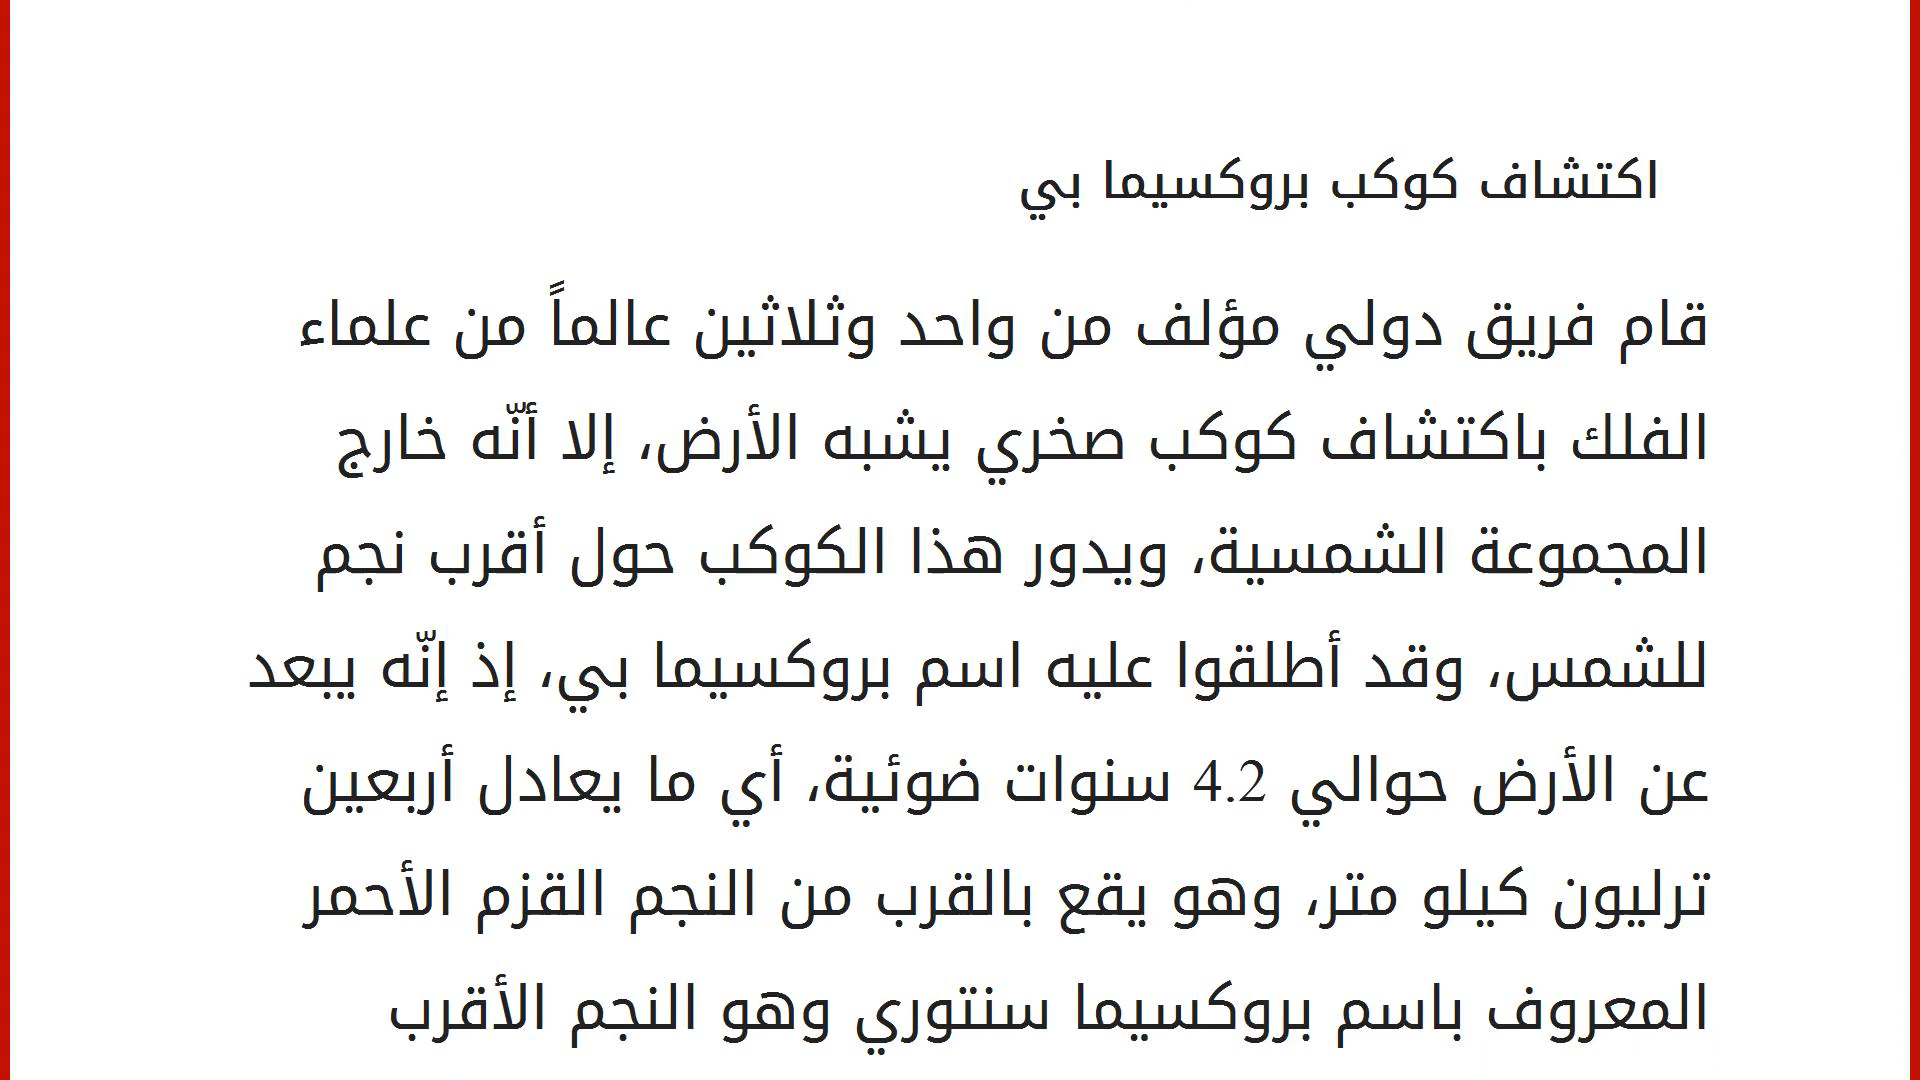 اكتشاف كوكب بروكسيما بي
قام فريق دولي مؤلف من واحد وثلاثين عالماً من علماء
الفلك باكتشاف كوكب صخري يشبه الأرض، إلا أنّه خارج
المجموعة الشمسية، ويدور هذا الكوكب حول أقرب نجم
للشمس، وقد أطلقوا عليه اسم بروكسيما بي، إذ إنّه يبعد
عن الأرض حوالي 4.2 سنوات ضوئية، أي ما يعادل أربعين
ترليون كيلو متر، وهو يقع بالقرب من النجم القزم الأحمر
المعروف باسم بروكسيما سنتوري وهو النجم الأقرب